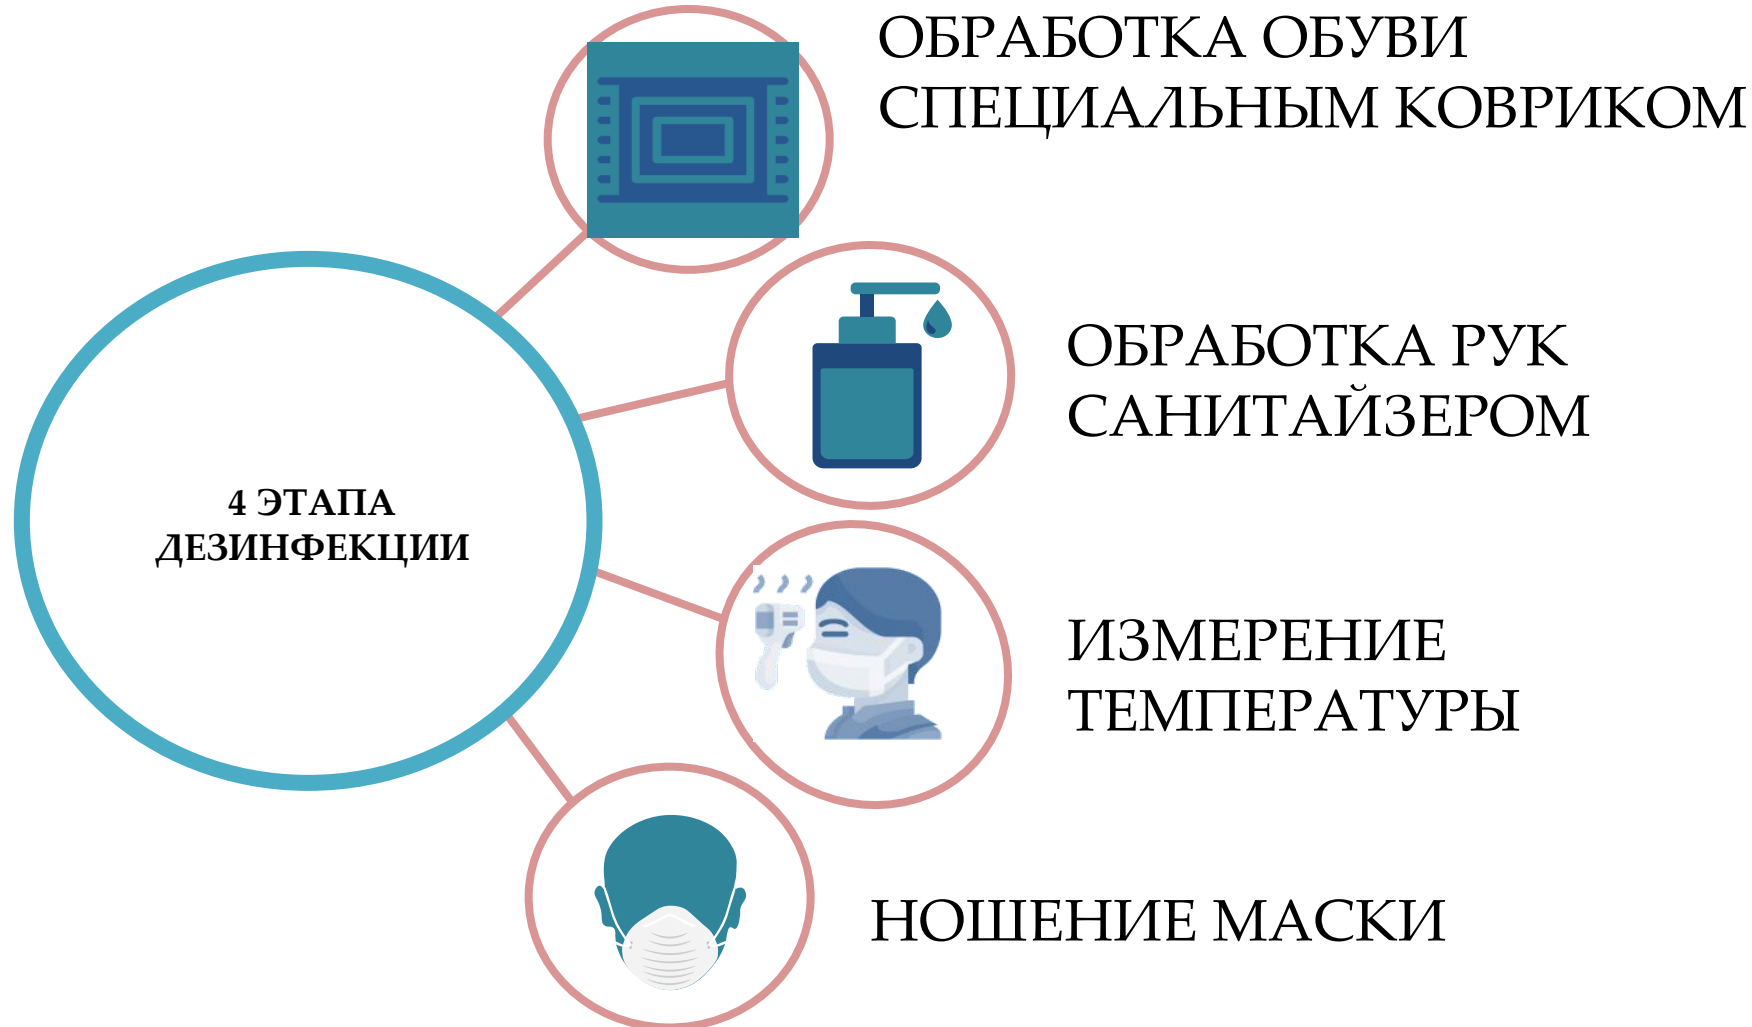 ОБРАБОТКА ОБУВИ
СПЕЦИАЛЬНЫМ КОВРИКОМ
ОБРАБОТКА РУК
САНИТАЙЗЕРОМ
4 ЭТАПА
ДЕЗИНФЕКЦИИ
ИЗМЕРЕНИЕ
ТЕМПЕРАТУРЫ
НОШЕНИЕ МАСКИ